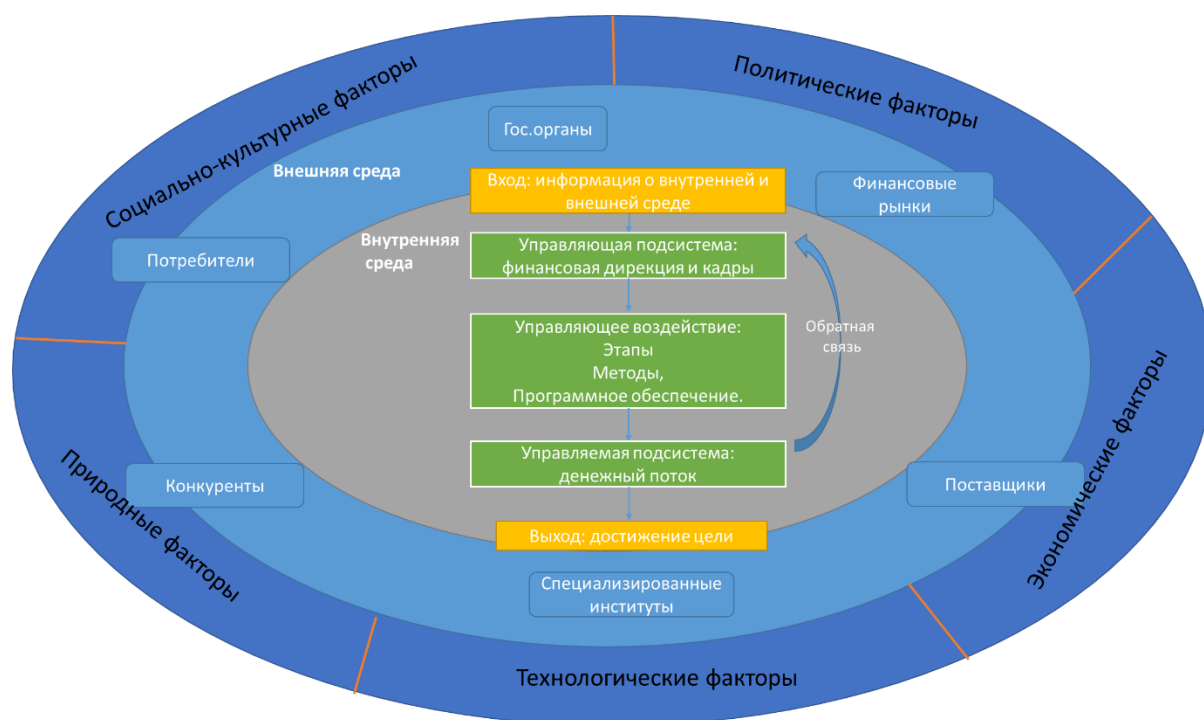 Социально-культурные факторы
Политические факторы
Гос.органы
Внешняя среда
Вход: информация о внутренней и
внешней среде
Финансовые
рынки
Внутренняя
среда
Управляющая подсистема:
финансовая дирекция и кадры
Потребители
Управляющее воздействие:
Этапы
Методы,
Программное обеспечение.
Обратная
связь
Экономические факторы
Управляемая подсистема:
денежный поток
Конкуренты
Поставщики
Природные факторы
Выход: достижение цели
Специализированные
институты
Технологические факторы